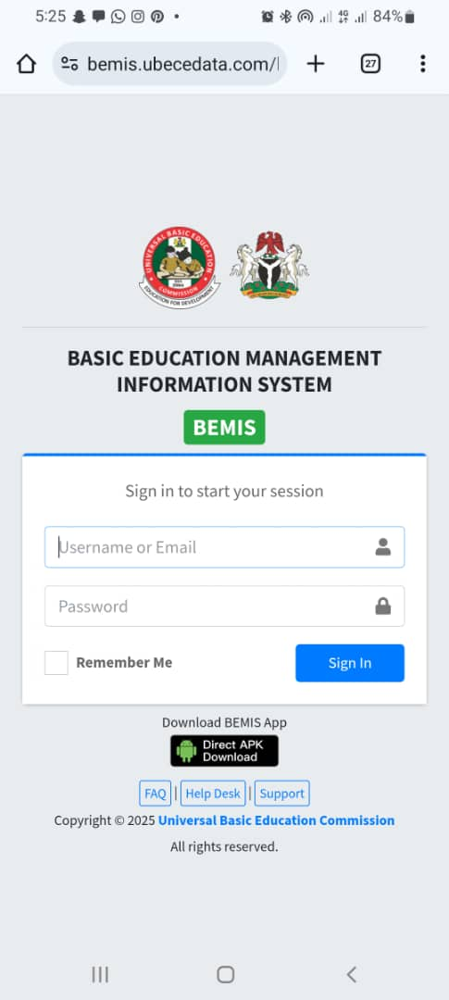 5:25
4G
84%
bemis.ubecedata.com/l
27
UNIVERSAL BASIC EDUCATION
COMMISSION
EDUCATION FOR DEVELOPMENT
BASIC EDUCATION MANAGEMENT
INFORMATION SYSTEM
BEMIS
Sign in to start your session
Username or Email
Password
Remember Me
Sign In
Download BEMIS App
Direct APK
Download
FAQ | Help Desk | Support
Copyright © 2025 Universal Basic Education Commission
All rights reserved.